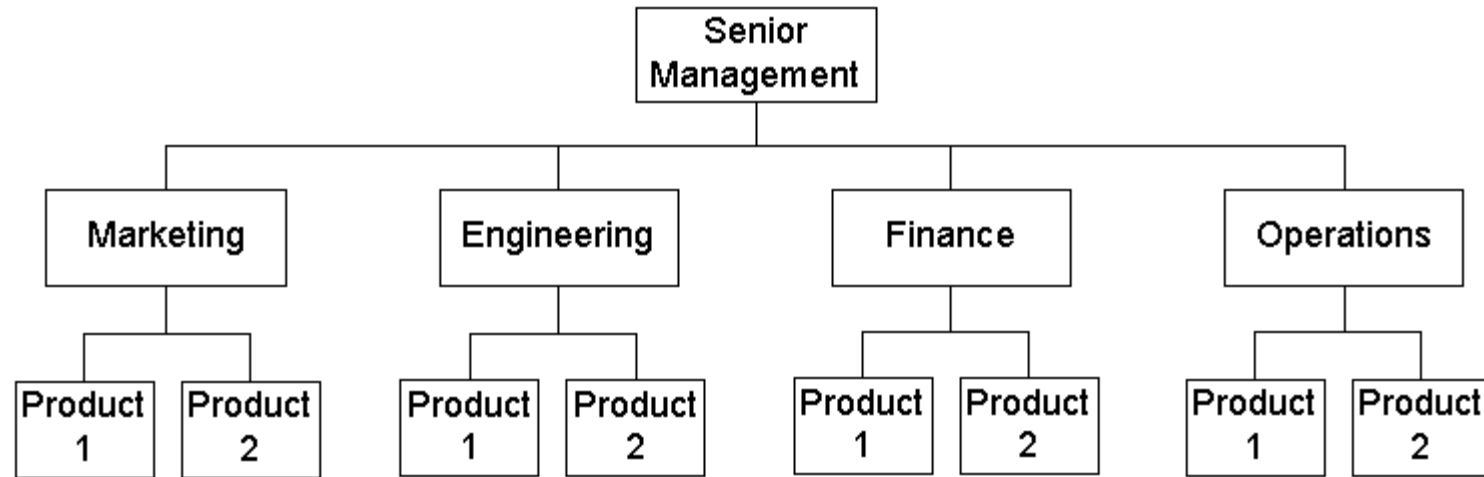 Senior
Management
Marketing
Engineering
Finance
Operations
Product
1
Product
2
Product
1
Product
2
Product
1
Product
2
Product
1
Product
2